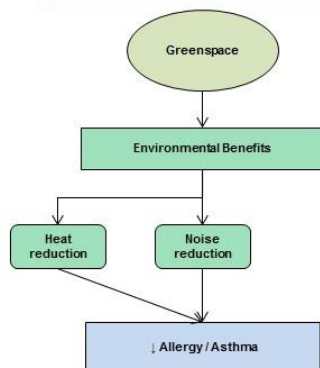 Greenspace
Environmental Benefits
Heat
reduction
Noise
reduction
↓ Allergy / Asthma